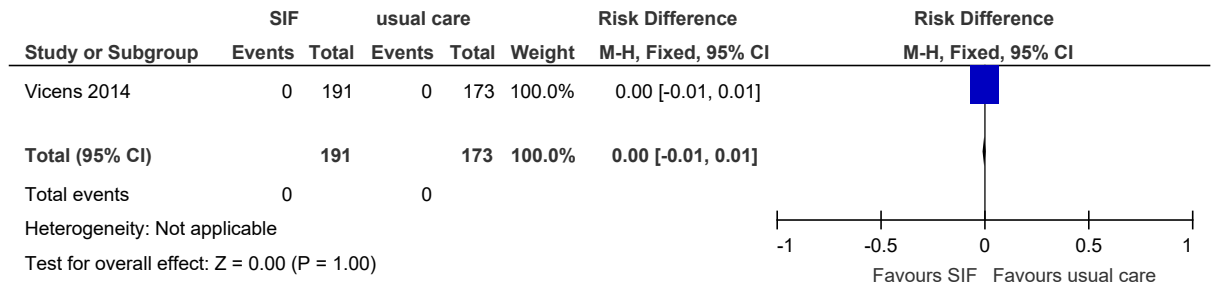 SIF usual care Risk Difference Risk Difference
Study or Subgroup Events Total Events Total Weight M-H, Fixed, 95% CI M-H, Fixed, 95% CI
Vicens 2014 0 191 0 173 100.0% 0.00 [-0.01, 0.01]
Total (95% CI) 191 173 100.0% 0.00 [-0.01, 0.01]
Total events 0 0
Heterogeneity: Not applicable
Test for overall effect: Z = 0.00 (P = 1.00)
-1 -0.5 0 0.5 1
Favours SIF Favours usual care